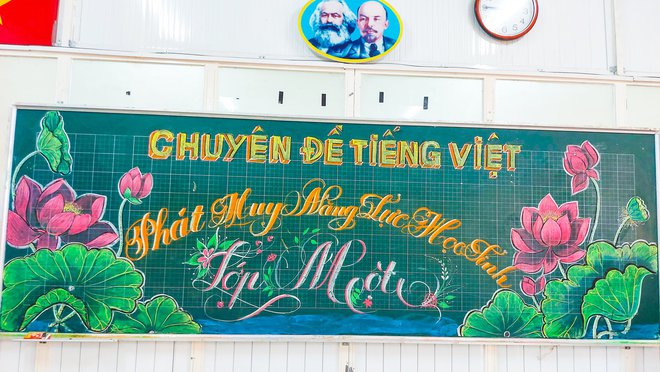 CHUYÊN ĐỀ TIẾNG VIỆT
Phát Huy Năng Lực Học Sinh
Lớp Một